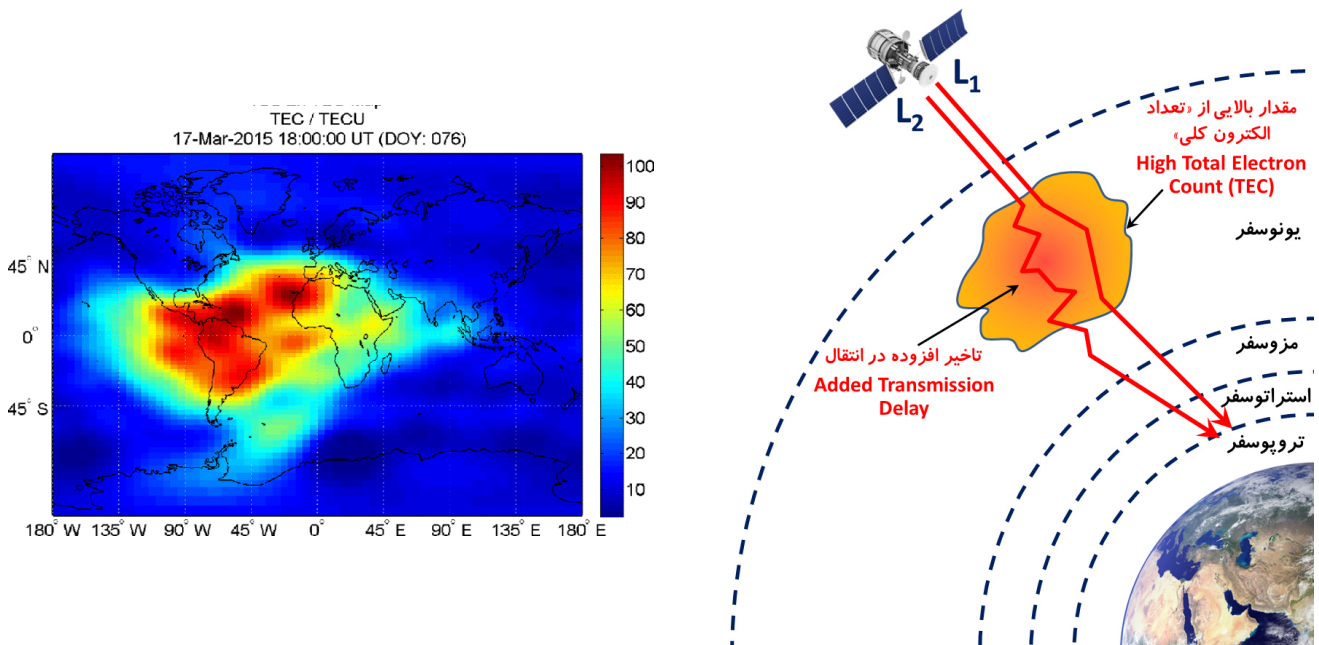 TEC / TECU
17-Mar-2015 18:00:00 UT (DOY: 076)
45° N
0°
45° S
180° W
135° W
90° W
45° W
0°
45° E
90° E
135° E
180° E
100
90
80
70
60
50
40
30
20
10
L1
L2
مقدار بالایی از «تعداد
الکترون کلی»
High Total Electron
Count (TEC)
یونوسفر
تاخیر افزوده در انتقال
Added Transmission
Delay
مزوسفر
استراتوسفر
تروپوسفر